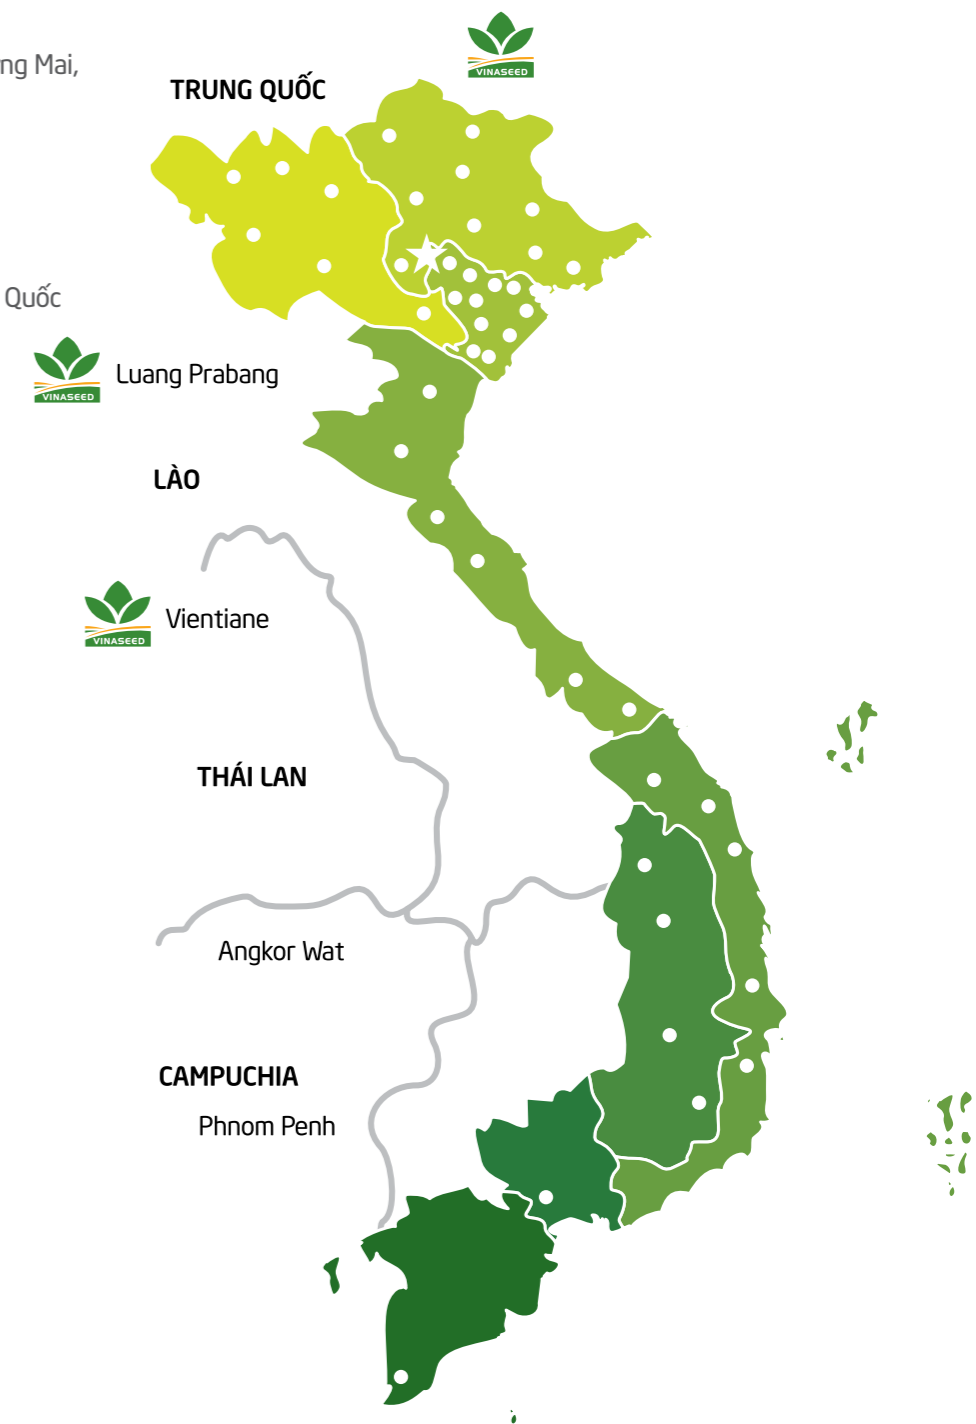 VINASEED
ng Mai,
TRUNG QUỐC
Quốc
VINASEED
Luang Prabang
LÀO
VINASEED
Vientiane
THÁI LAN
Angkor Wat
CAMPUCHIA
Phnom Penh